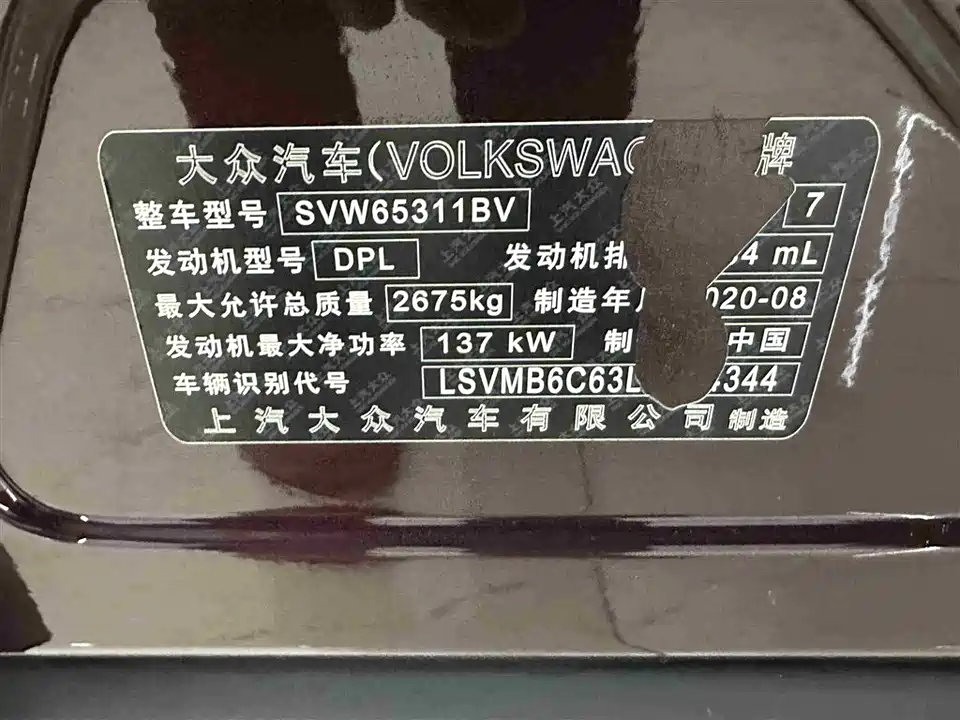 大众汽车(VOLKSWAG 牌
整车型号 SVW65311BV 7
发动机型号 DPL 发动机排 84 mL
最大允许总质量 2675kg 制造年月 020-08
发动机最大净功率 137 kW 制 中国
车辆识别代号 LSVMB6C63L 4344
上汽大众汽车有限公司 制造